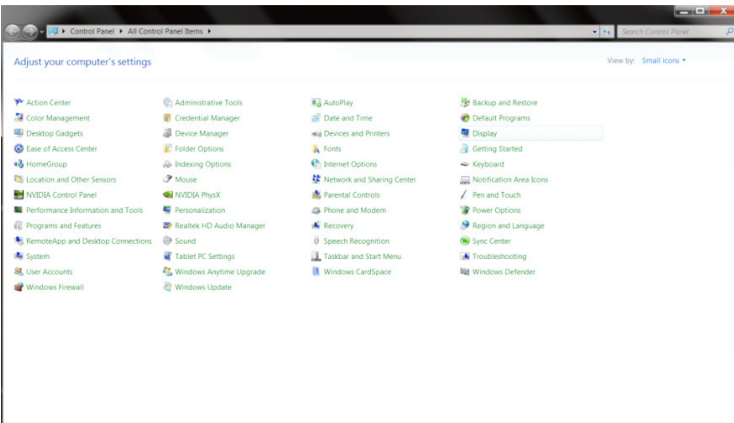 Control Panel ▸ All Control Panel Items ▸
Search Control Panel
Adjust your computer's settings
View by: Small icons
Action Center Administrative Tools AutoPlay Backup and Restore
Color Management Credential Manager Date and Time Default Programs
Desktop Gadgets Device Manager Devices and Printers Display
Ease of Access Center Folder Options Fonts Getting Started
HomeGroup Indexing Options Internet Options Keyboard
Location and Other Sensors Mouse Network and Sharing Center Notification Area Icons
NVIDIA Control Panel NVIDIA PhysX Parental Controls Pen and Touch
Performance Information and Tools Personalization Phone and Modem Power Options
Programs and Features Realtek HD Audio Manager Recovery Region and Language
RemoteApp and Desktop Connections Sound Speech Recognition Sync Center
System Tablet PC Settings Taskbar and Start Menu Troubleshooting
User Accounts Windows Anytime Upgrade Windows CardSpace Windows Defender
Windows Firewall Windows Update